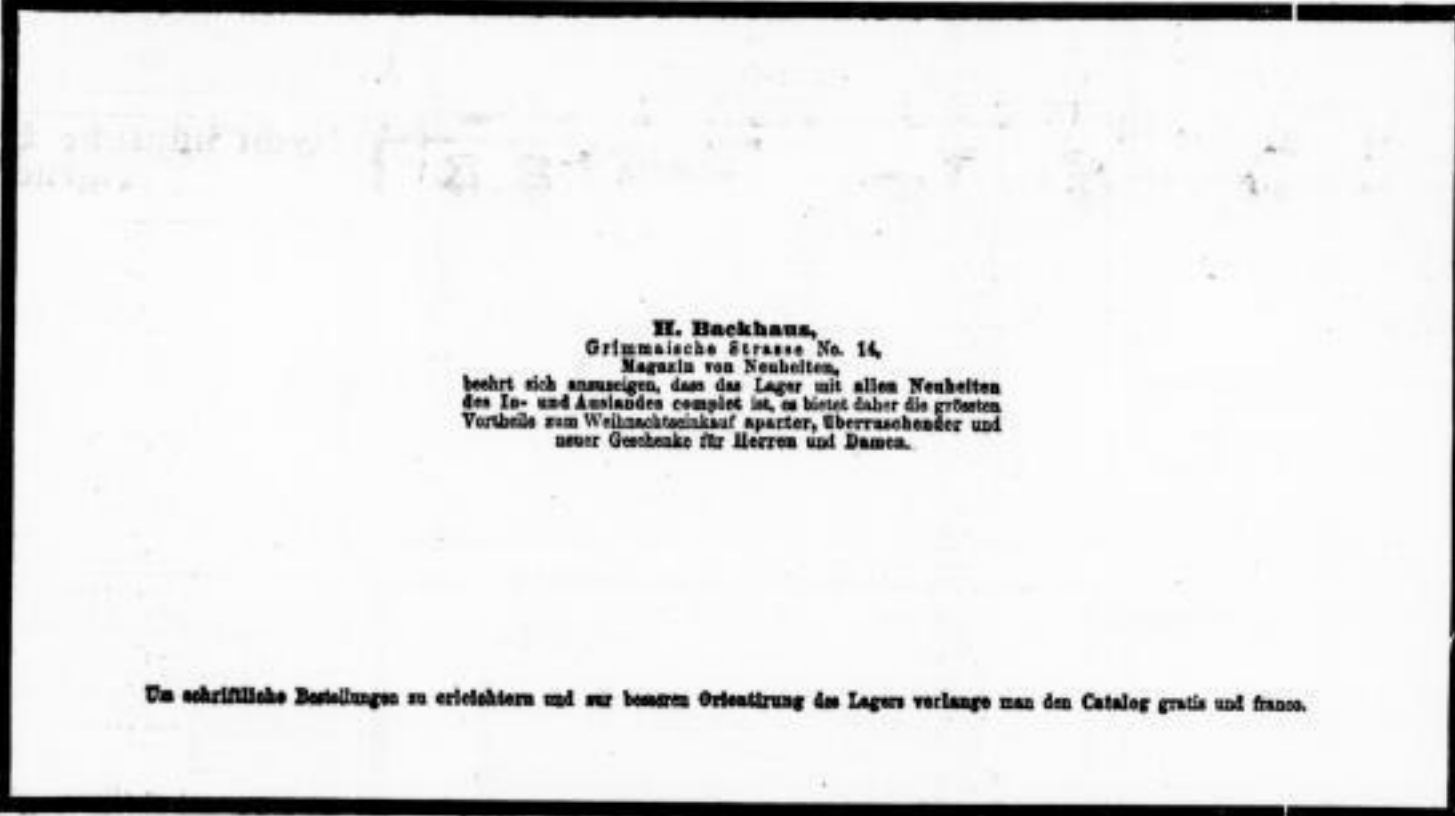 H. Backhaus,
Grimmaische Strasse No. 14,
Magazin von Neuheiten,
beehrt sich anzuzeigen, dass das Lager mit allen Neuheiten
des In- und Auslandes complet ist, es bietet daher die grössten
Vortheile zum Weihnachtseinkauf aparter, überraschender und
neuer Geschenke für Herren und Damen.
Um schriftliche Bestellungen zu erleichtern und zur besseren Orientirung des Lagers verlange man den Catalog gratis und franco.